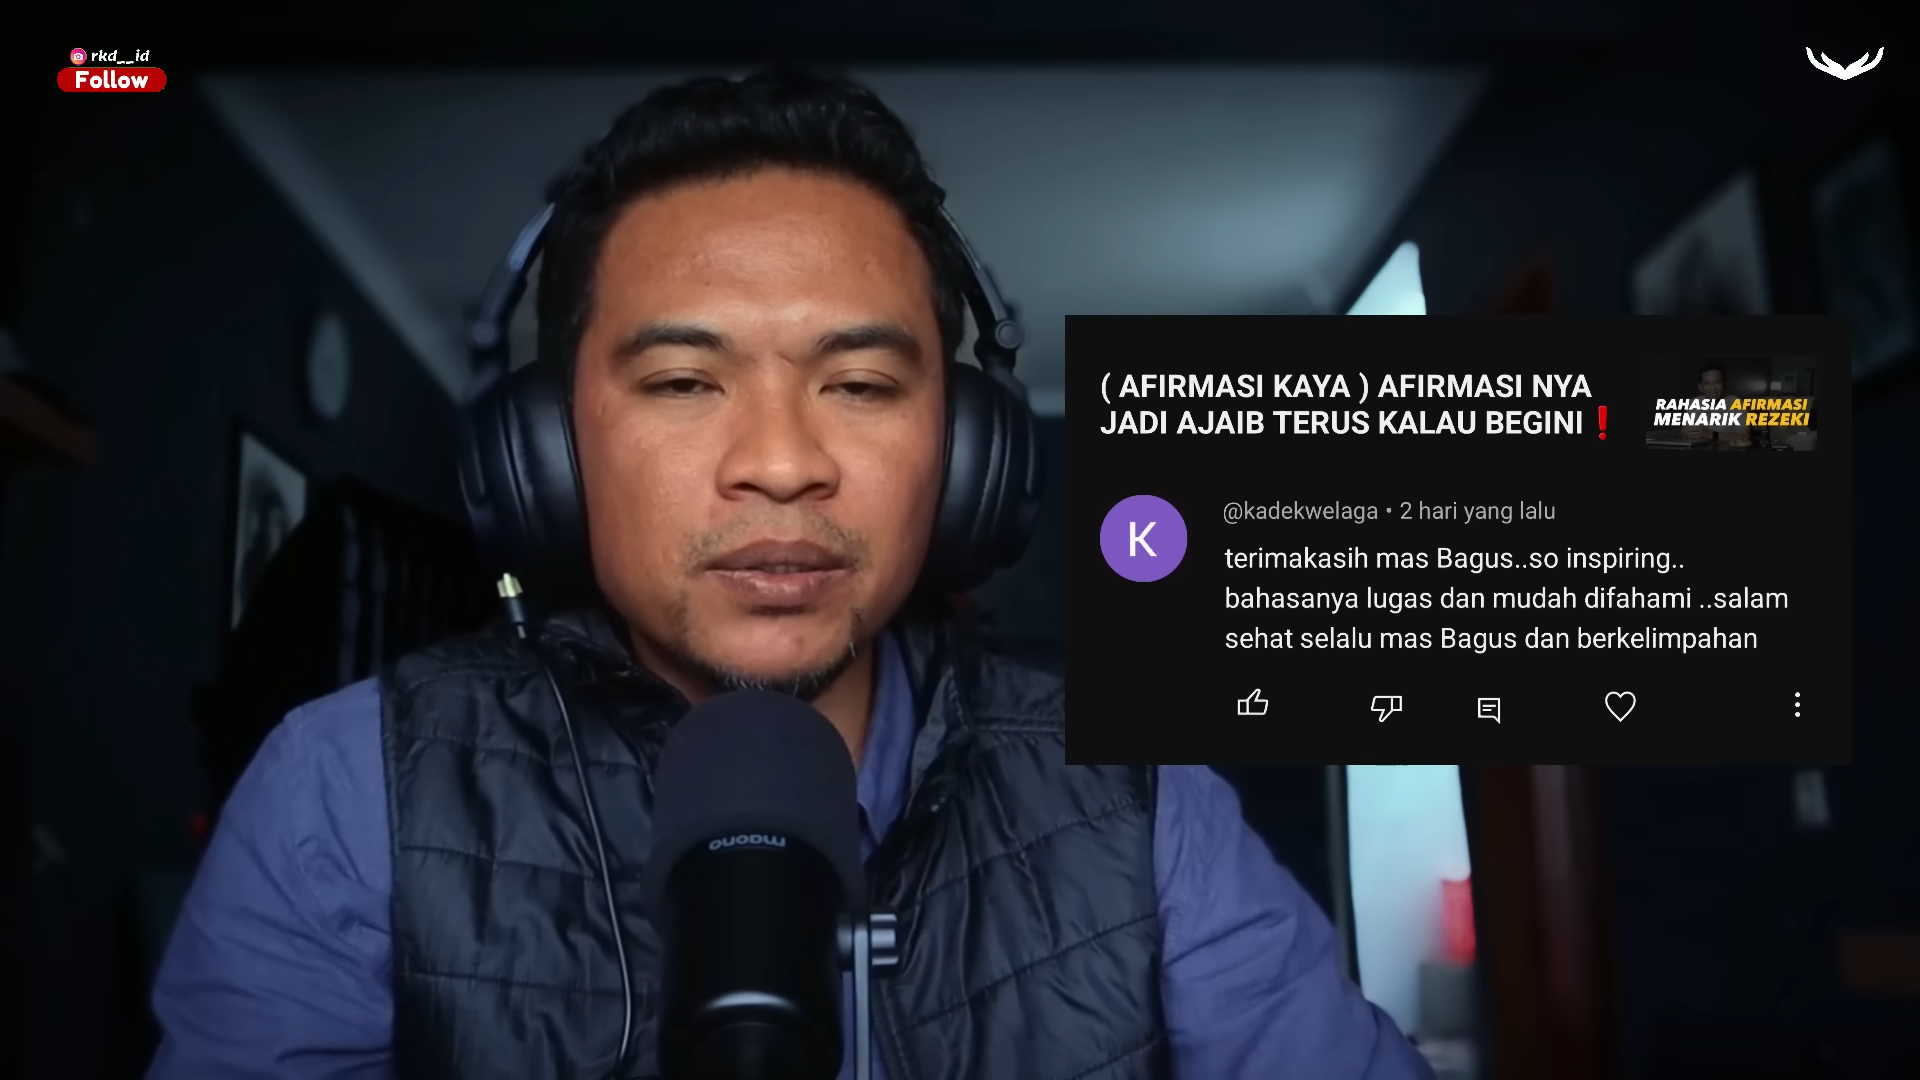 rkd__id
Follow
( AFIRMASI KAYA ) AFIRMASI NYA
JADI AJAIB TERUS KALAU BEGINI❗
RAHASIA AFIRMASI
MENARIK REZEKI
K
@kadekwelaga • 2 hari yang lalu
terimakasih mas Bagus..so inspiring..
bahasanya lugas dan mudah difahami ..salam
sehat selalu mas Bagus dan berkelimpahan
maono